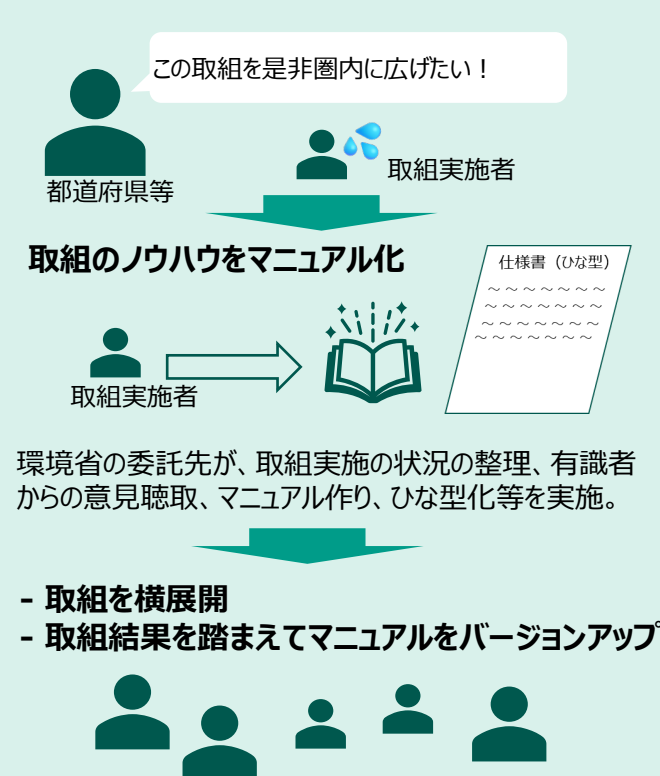 この取組を是非圏内に広げたい！
都道府県等
取組実施者
取組のノウハウをマニュアル化
仕様書（ひな型）
～～～～～～～
～～～～～～～
～～～～～～～
～～～～～～～
取組実施者
環境省の委託先が、取組実施の状況の整理、有識者
からの意見聴取、マニュアル作り、ひな型化等を実施。
- 取組を横展開
- 取組結果を踏まえてマニュアルをバージョンアップ